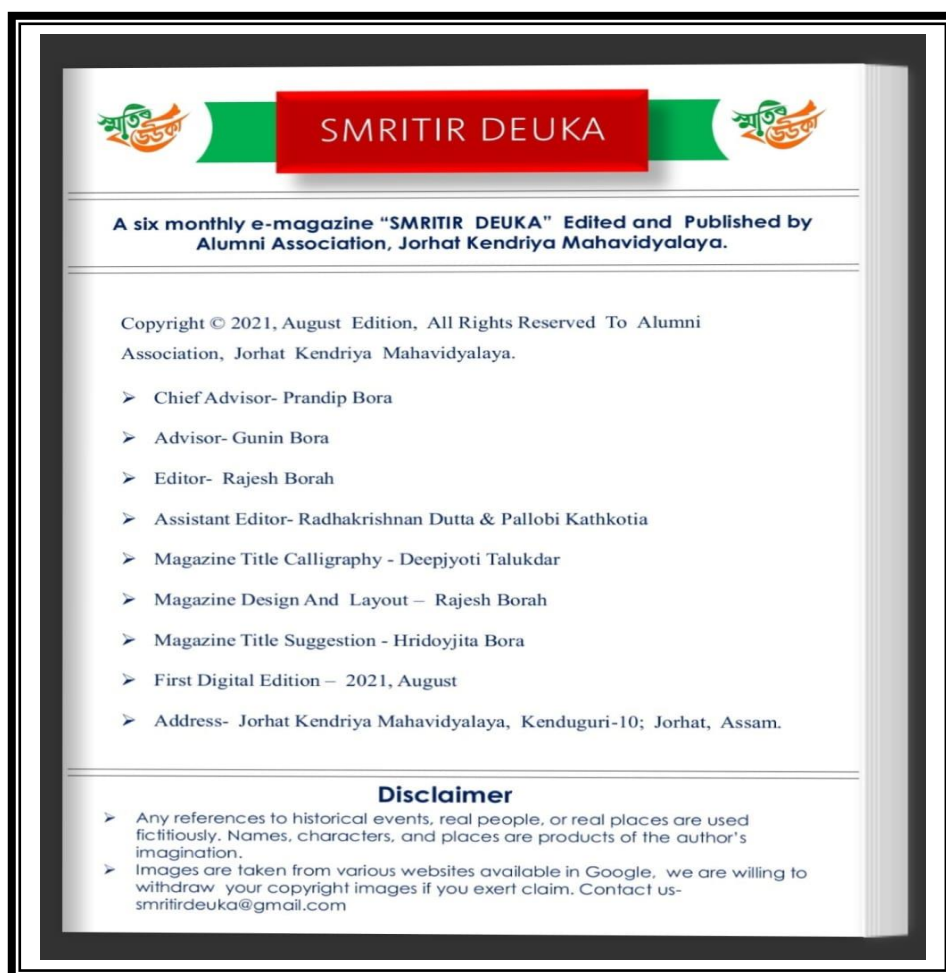 স্মৃতিৰ
ডেউকা
SMRITIR DEUKA
স্মৃতিৰ
ডেউকা
A six monthly e-magazine “SMRITIR DEUKA” Edited and Published by
Alumni Association, Jorhat Kendriya Mahavidyalaya.
Copyright © 2021, August Edition, All Rights Reserved To Alumni
Association, Jorhat Kendriya Mahavidyalaya.
➢ Chief Advisor- Prandip Bora
➢ Advisor- Gunin Bora
➢ Editor- Rajesh Borah
➢ Assistant Editor- Radhakrishnan Dutta & Pallobi Kathkotia
➢ Magazine Title Calligraphy - Deepjyoti Talukdar
➢ Magazine Design And Layout – Rajesh Borah
➢ Magazine Title Suggestion - Hridoyjita Bora
➢ First Digital Edition – 2021, August
➢ Address- Jorhat Kendriya Mahavidyalaya, Kenduguri-10; Jorhat, Assam.
Disclaimer
➢ Any references to historical events, real people, or real places are used
fictitiously. Names, characters, and places are products of the author’s
imagination.
➢ Images are taken from various websites available in Google, we are willing to
withdraw your copyright images if you exert claim. Contact us-
smritirdeuka@gmail.com